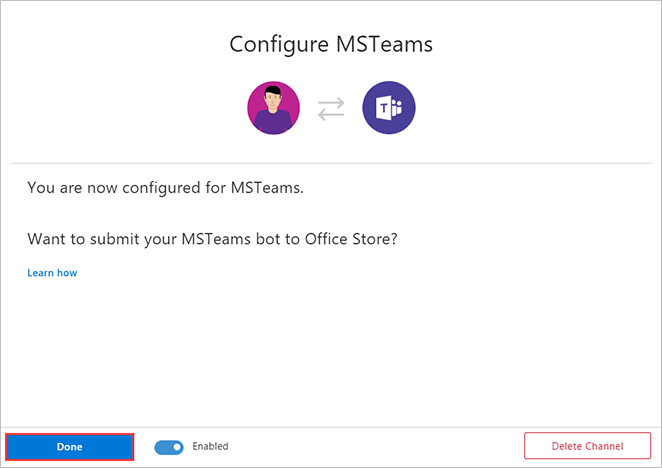 Configure MSTeams
T
You are now configured for MSTeams.
Want to submit your MSTeams bot to Office Store?
Learn how
Done
Enabled
Delete Channel